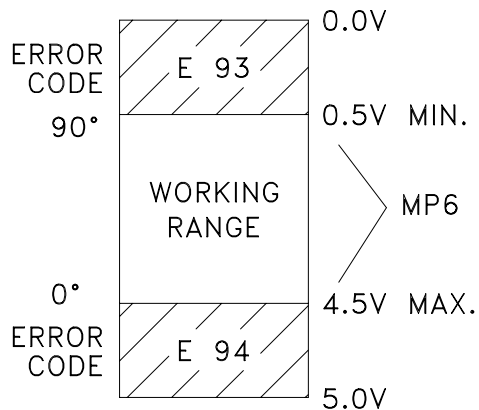 0.0V
ERROR
CODE
E 93
90°
0.5V MIN.
WORKING
RANGE
MP6
0°
4.5V MAX.
ERROR
CODE
E 94
5.0V